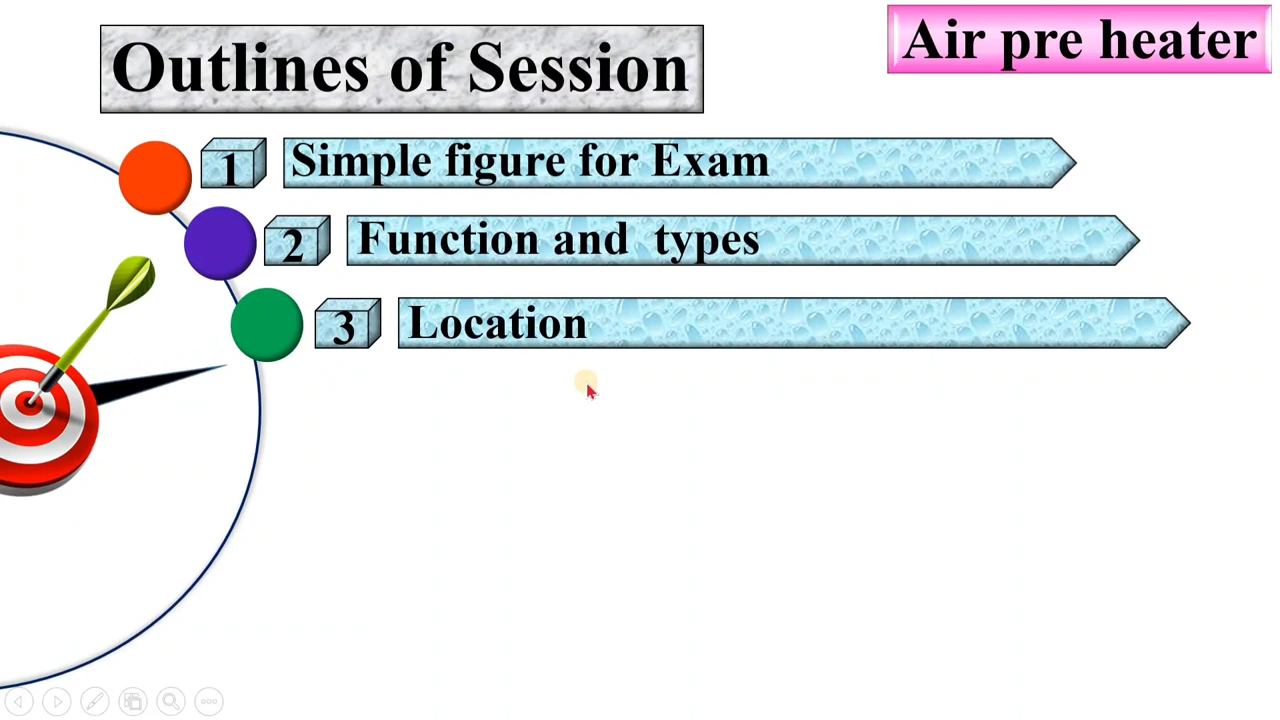 Outlines of Session
Air pre heater
1 Simple figure for Exam
2 Function and types
3 Location